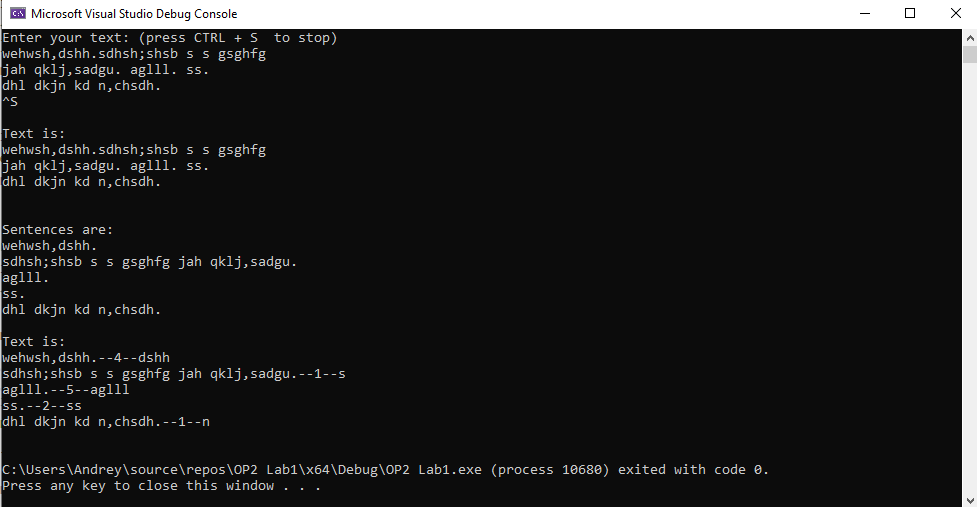 Microsoft Visual Studio Debug Console
Enter your text: (press CTRL + S  to stop)
wehwsh,dshh.sdhsh;shsb s s gsghfg
jah qklj,sadgu. aglll. ss.
dhl dkjn kd n,chsdh.
^S
Text is:
wehwsh,dshh.sdhsh;shsb s s gsghfg
jah qklj,sadgu. aglll. ss.
dhl dkjn kd n,chsdh.
Sentences are:
wehwsh,dshh.
sdhsh;shsb s s gsghfg jah qklj,sadgu.
aglll.
ss.
dhl dkjn kd n,chsdh.
Text is:
wehwsh,dshh.--4--dshh
sdhsh;shsb s s gsghfg jah qklj,sadgu.--1--s
aglll.--5--aglll
ss.--2--ss
dhl dkjn kd n,chsdh.--1--n
C:\Users\Andrey\source\repos\OP2 Lab1\x64\Debug\OP2 Lab1.exe (process 10680) exited with code 0.
Press any key to close this window . . .